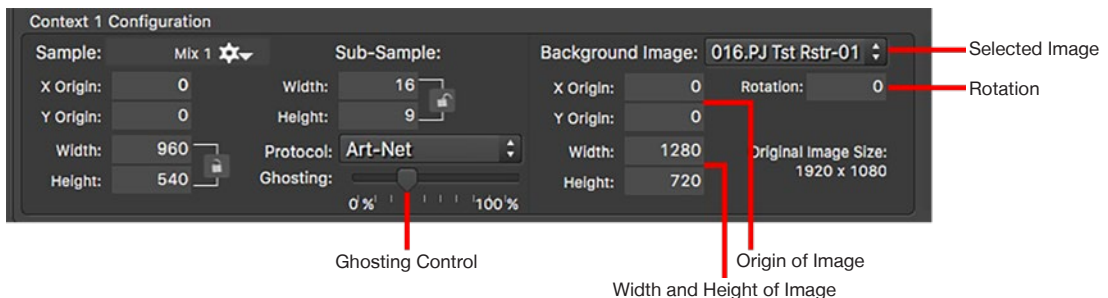 Context 1 Configuration
Sample: Mix 1 Sub-Sample: Background Image: 016.PJ Tst Rstr-01 Selected Image
X Origin: 0 Width: 16 X Origin: 0 Rotation: 0 Rotation
Y Origin: 0 Height: 9 Y Origin: 0
Width: 960 Protocol: Art-Net Width: 1280 Original Image Size:
Height: 540 Ghosting: Height: 720 1920 x 1080
0% 100%
Ghosting Control Origin of Image
Width and Height of Image